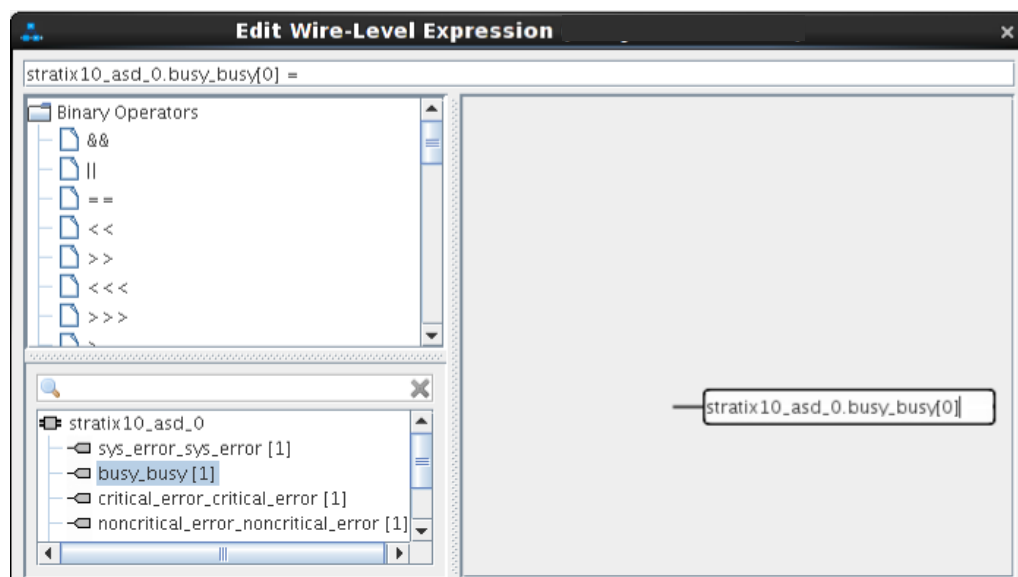 Edit Wire-Level Expression
stratix10_asd_0.busy_busy[0] =
Binary Operators
&&
||
==
<<
>>
<<<
>>>
stratix10_asd_0
sys_error_sys_error [1]
busy_busy [1]
critical_error_critical_error [1]
noncritical_error_noncritical_error [1]
stratix10_asd_0.busy_busy[0]